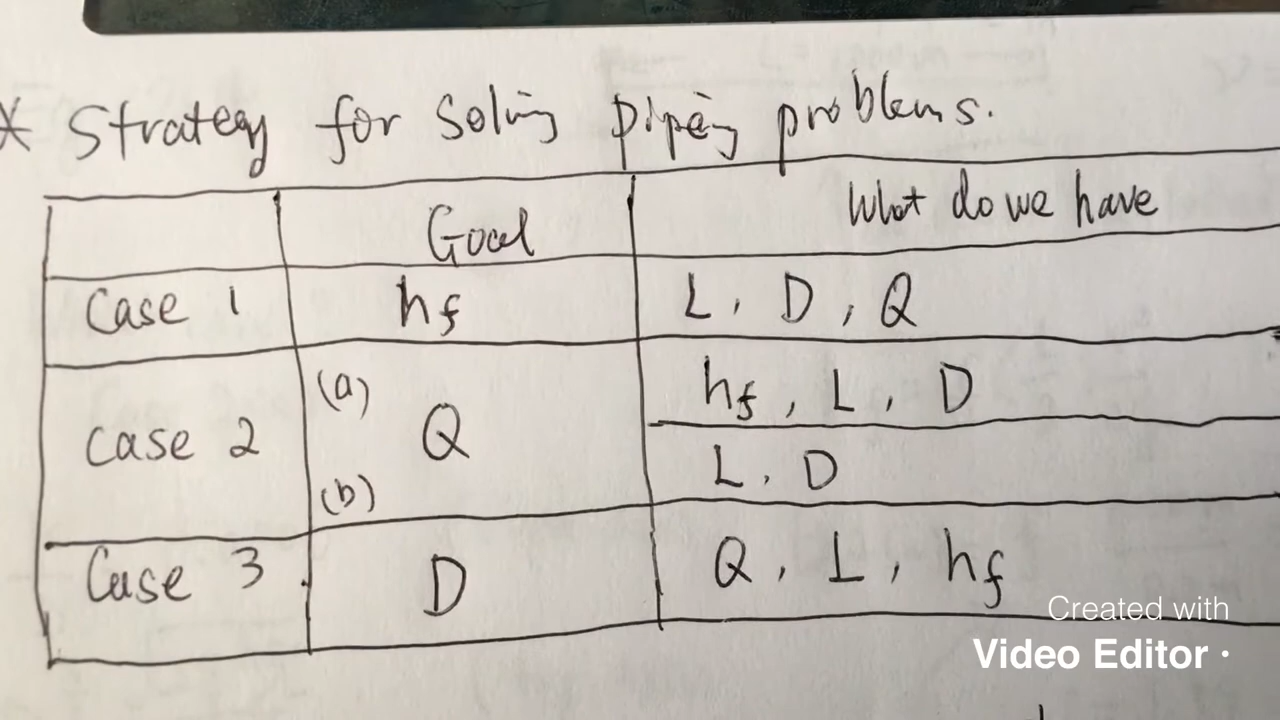 * Strategy for solving piping problems.
Goal What do we have
Case 1 hf L, D, Q
Case 2 (a) Q hf, L, D
(b) L, D
Case 3 D Q, L, hf
Created with
Video Editor